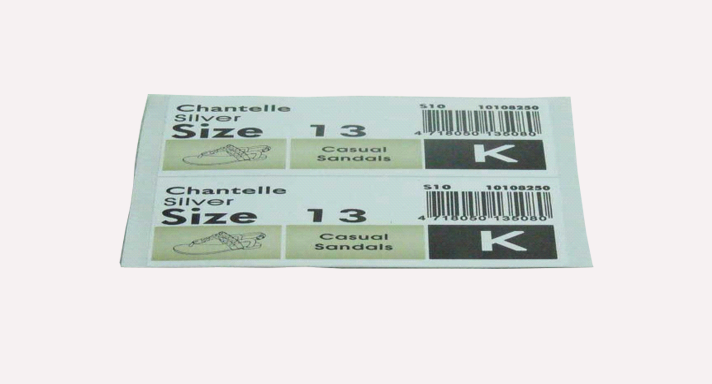 Chantelle
Silver
Size 13
S10 10108250
4 718050 135080
Casual
Sandals
K
Chantelle
Silver
Size 13
S10 10108250
4 718050 135080
Casual
Sandals
K